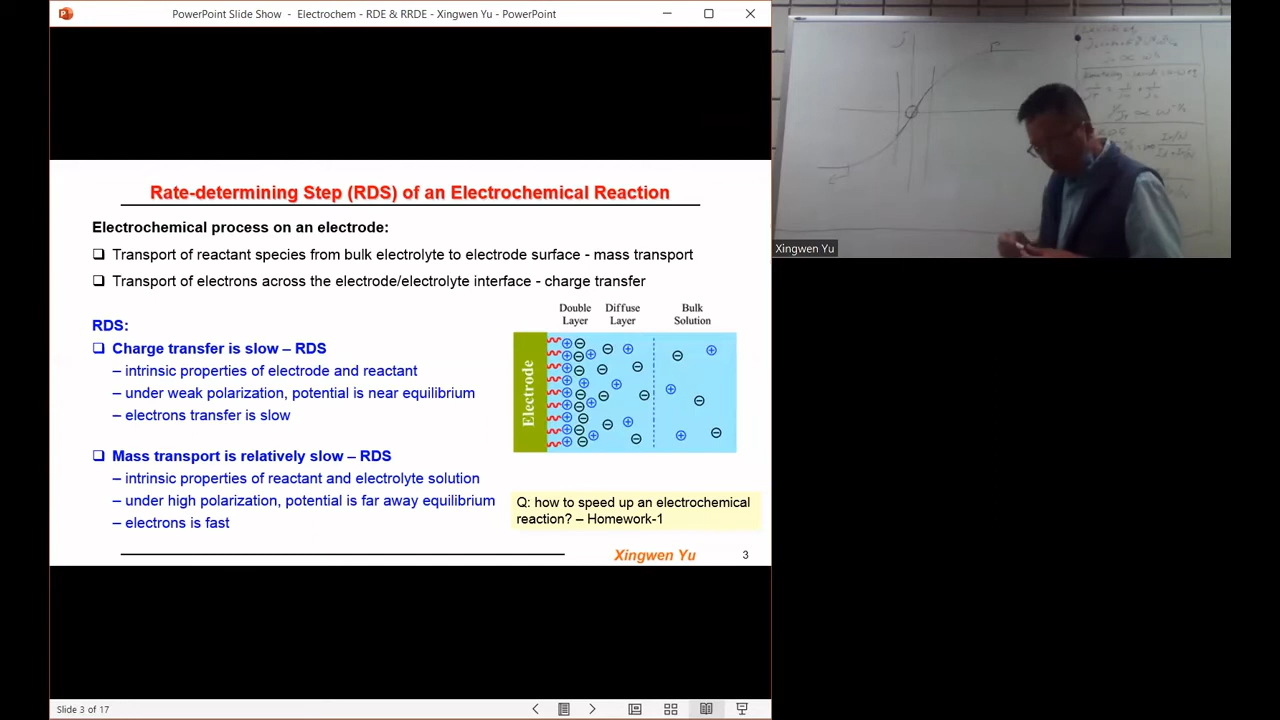 PowerPoint Slide Show - Electrochem - RDE & RRDE - Xingwen Yu - PowerPoint
Rate-determining Step (RDS) of an Electrochemical Reaction
Electrochemical process on an electrode:
Transport of reactant species from bulk electrolyte to electrode surface - mass transport
Transport of electrons across the electrode/electrolyte interface - charge transfer
RDS:
Charge transfer is slow – RDS
– intrinsic properties of electrode and reactant
– under weak polarization, potential is near equilibrium
– electrons transfer is slow
Mass transport is relatively slow – RDS
– intrinsic properties of reactant and electrolyte solution
– under high polarization, potential is far away equilibrium
– electrons is fast
Double Layer
Diffuse Layer
Bulk Solution
Electrode
Q: how to speed up an electrochemical
reaction? – Homework-1
Xingwen Yu
3
Slide 3 of 17
Xingwen Yu